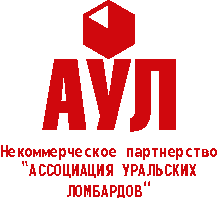 АУЛ
Некоммерческое партнерство
"АССОЦИАЦИЯ УРАЛЬСКИХ
ЛОМБАРДОВ"